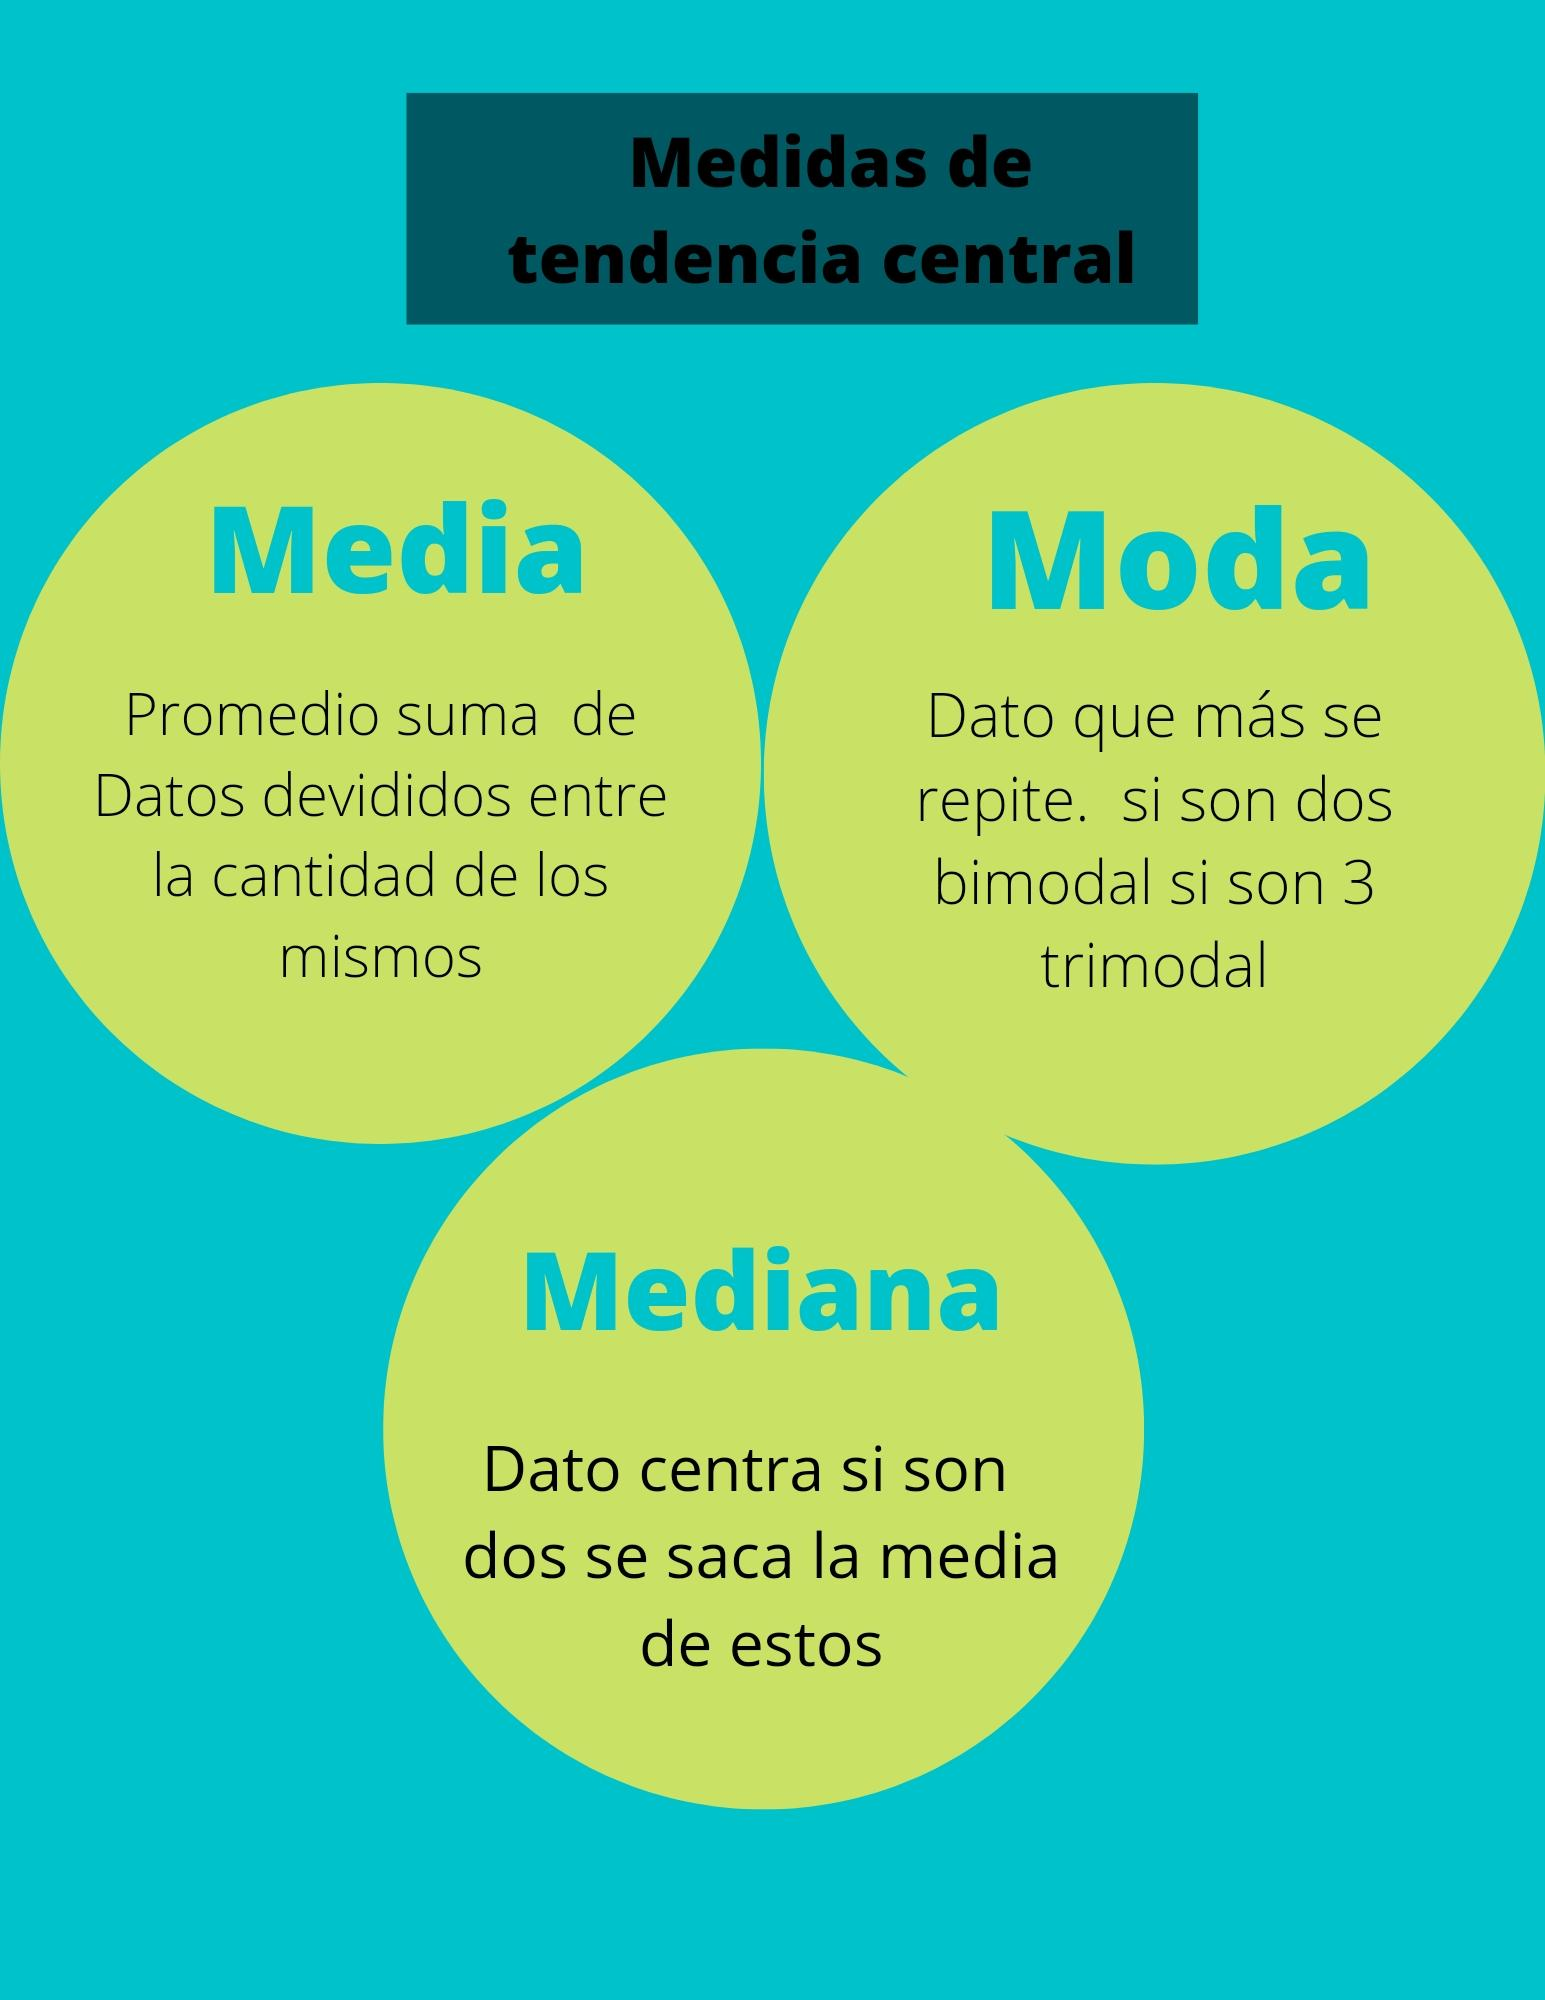 Medidas de
tendencia central
Media
Promedio suma de
Datos devididos entre
la cantidad de los
mismos
Moda
Dato que más se
repite. si son dos
bimodal si son 3
trimodal
Mediana
Dato centra si son
dos se saca la media
de estos